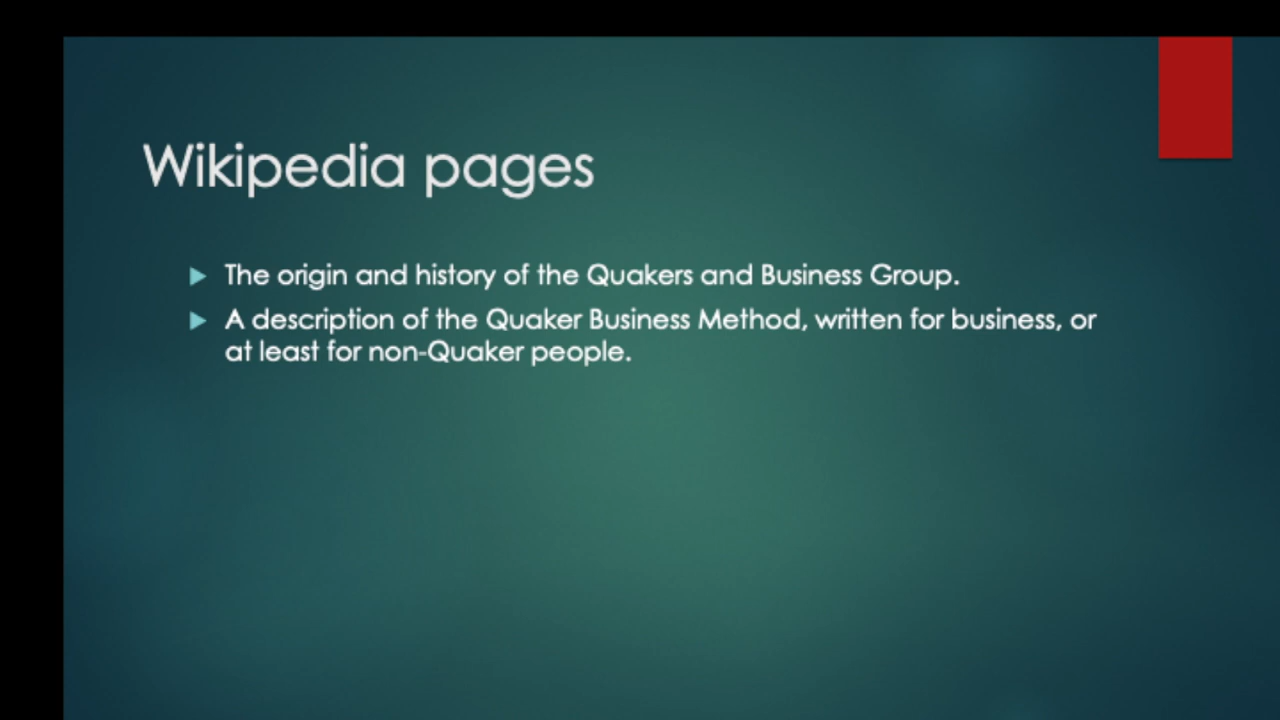 Wikipedia pages
The origin and history of the Quakers and Business Group.
A description of the Quaker Business Method, written for business, or
at least for non-Quaker people.